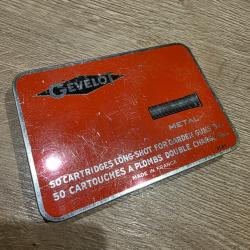 GEVELOT
METAL
50 CARTRIDGES LONG-SHOT FOR GARDEN GUNS
50 CARTOUCHES A PLOMBS DOUBLE CHARGE
MADE IN FRANCE